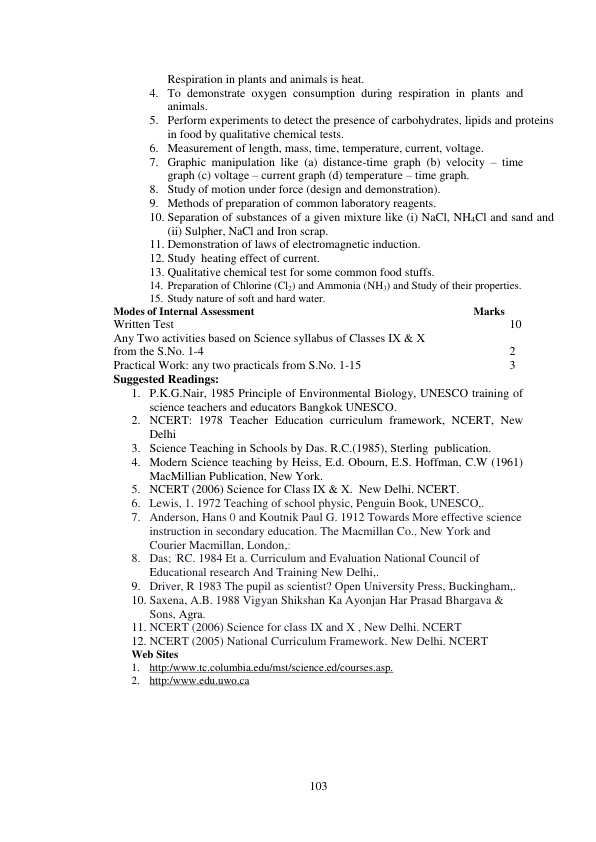 Respiration in plants and animals is heat.
4. To demonstrate oxygen consumption during respiration in plants and
animals.
5. Perform experiments to detect the presence of carbohydrates, lipids and proteins
in food by qualitative chemical tests.
6. Measurement of length, mass, time, temperature, current, voltage.
7. Graphic manipulation like (a) distance-time graph (b) velocity – time
graph (c) voltage – current graph (d) temperature – time graph.
8. Study of motion under force (design and demonstration).
9. Methods of preparation of common laboratory reagents.
10. Separation of substances of a given mixture like (i) NaCl, NH₄Cl and sand and
(ii) Sulpher, NaCl and Iron scrap.
11. Demonstration of laws of electromagnetic induction.
12. Study heating effect of current.
13. Qualitative chemical test for some common food stuffs.
14. Preparation of Chlorine (Cl₂) and Ammonia (NH₃) and Study of their properties.
15. Study nature of soft and hard water.
Modes of Internal Assessment Marks
Written Test 10
Any Two activities based on Science syllabus of Classes IX & X
from the S.No. 1-4 2
Practical Work: any two practicals from S.No. 1-15 3
Suggested Readings:
1. P.K.G.Nair, 1985 Principle of Environmental Biology, UNESCO training of
science teachers and educators Bangkok UNESCO.
2. NCERT: 1978 Teacher Education curriculum framework, NCERT, New
Delhi
3. Science Teaching in Schools by Das. R.C.(1985), Sterling publication.
4. Modern Science teaching by Heiss, E.d. Obourn, E.S. Hoffman, C.W (1961)
MacMillian Publication, New York.
5. NCERT (2006) Science for Class IX & X. New Delhi. NCERT.
6. Lewis, 1. 1972 Teaching of school physic, Penguin Book, UNESCO,.
7. Anderson, Hans 0 and Koutnik Paul G. 1912 Towards More effective science
instruction in secondary education. The Macmillan Co., New York and
Courier Macmillan, London,:
8. Das; RC. 1984 Et a. Curriculum and Evaluation National Council of
Educational research And Training New Delhi,.
9. Driver, R 1983 The pupil as scientist? Open University Press, Buckingham,.
10. Saxena, A.B. 1988 Vigyan Shikshan Ka Ayonjan Har Prasad Bhargava &
Sons, Agra.
11. NCERT (2006) Science for class IX and X , New Delhi. NCERT
12. NCERT (2005) National Curriculum Framework. New Delhi. NCERT
Web Sites
1. http:/www.tc.columbia.edu/mst/science.ed/courses.asp.
2. http:/www.edu.uwo.ca
103